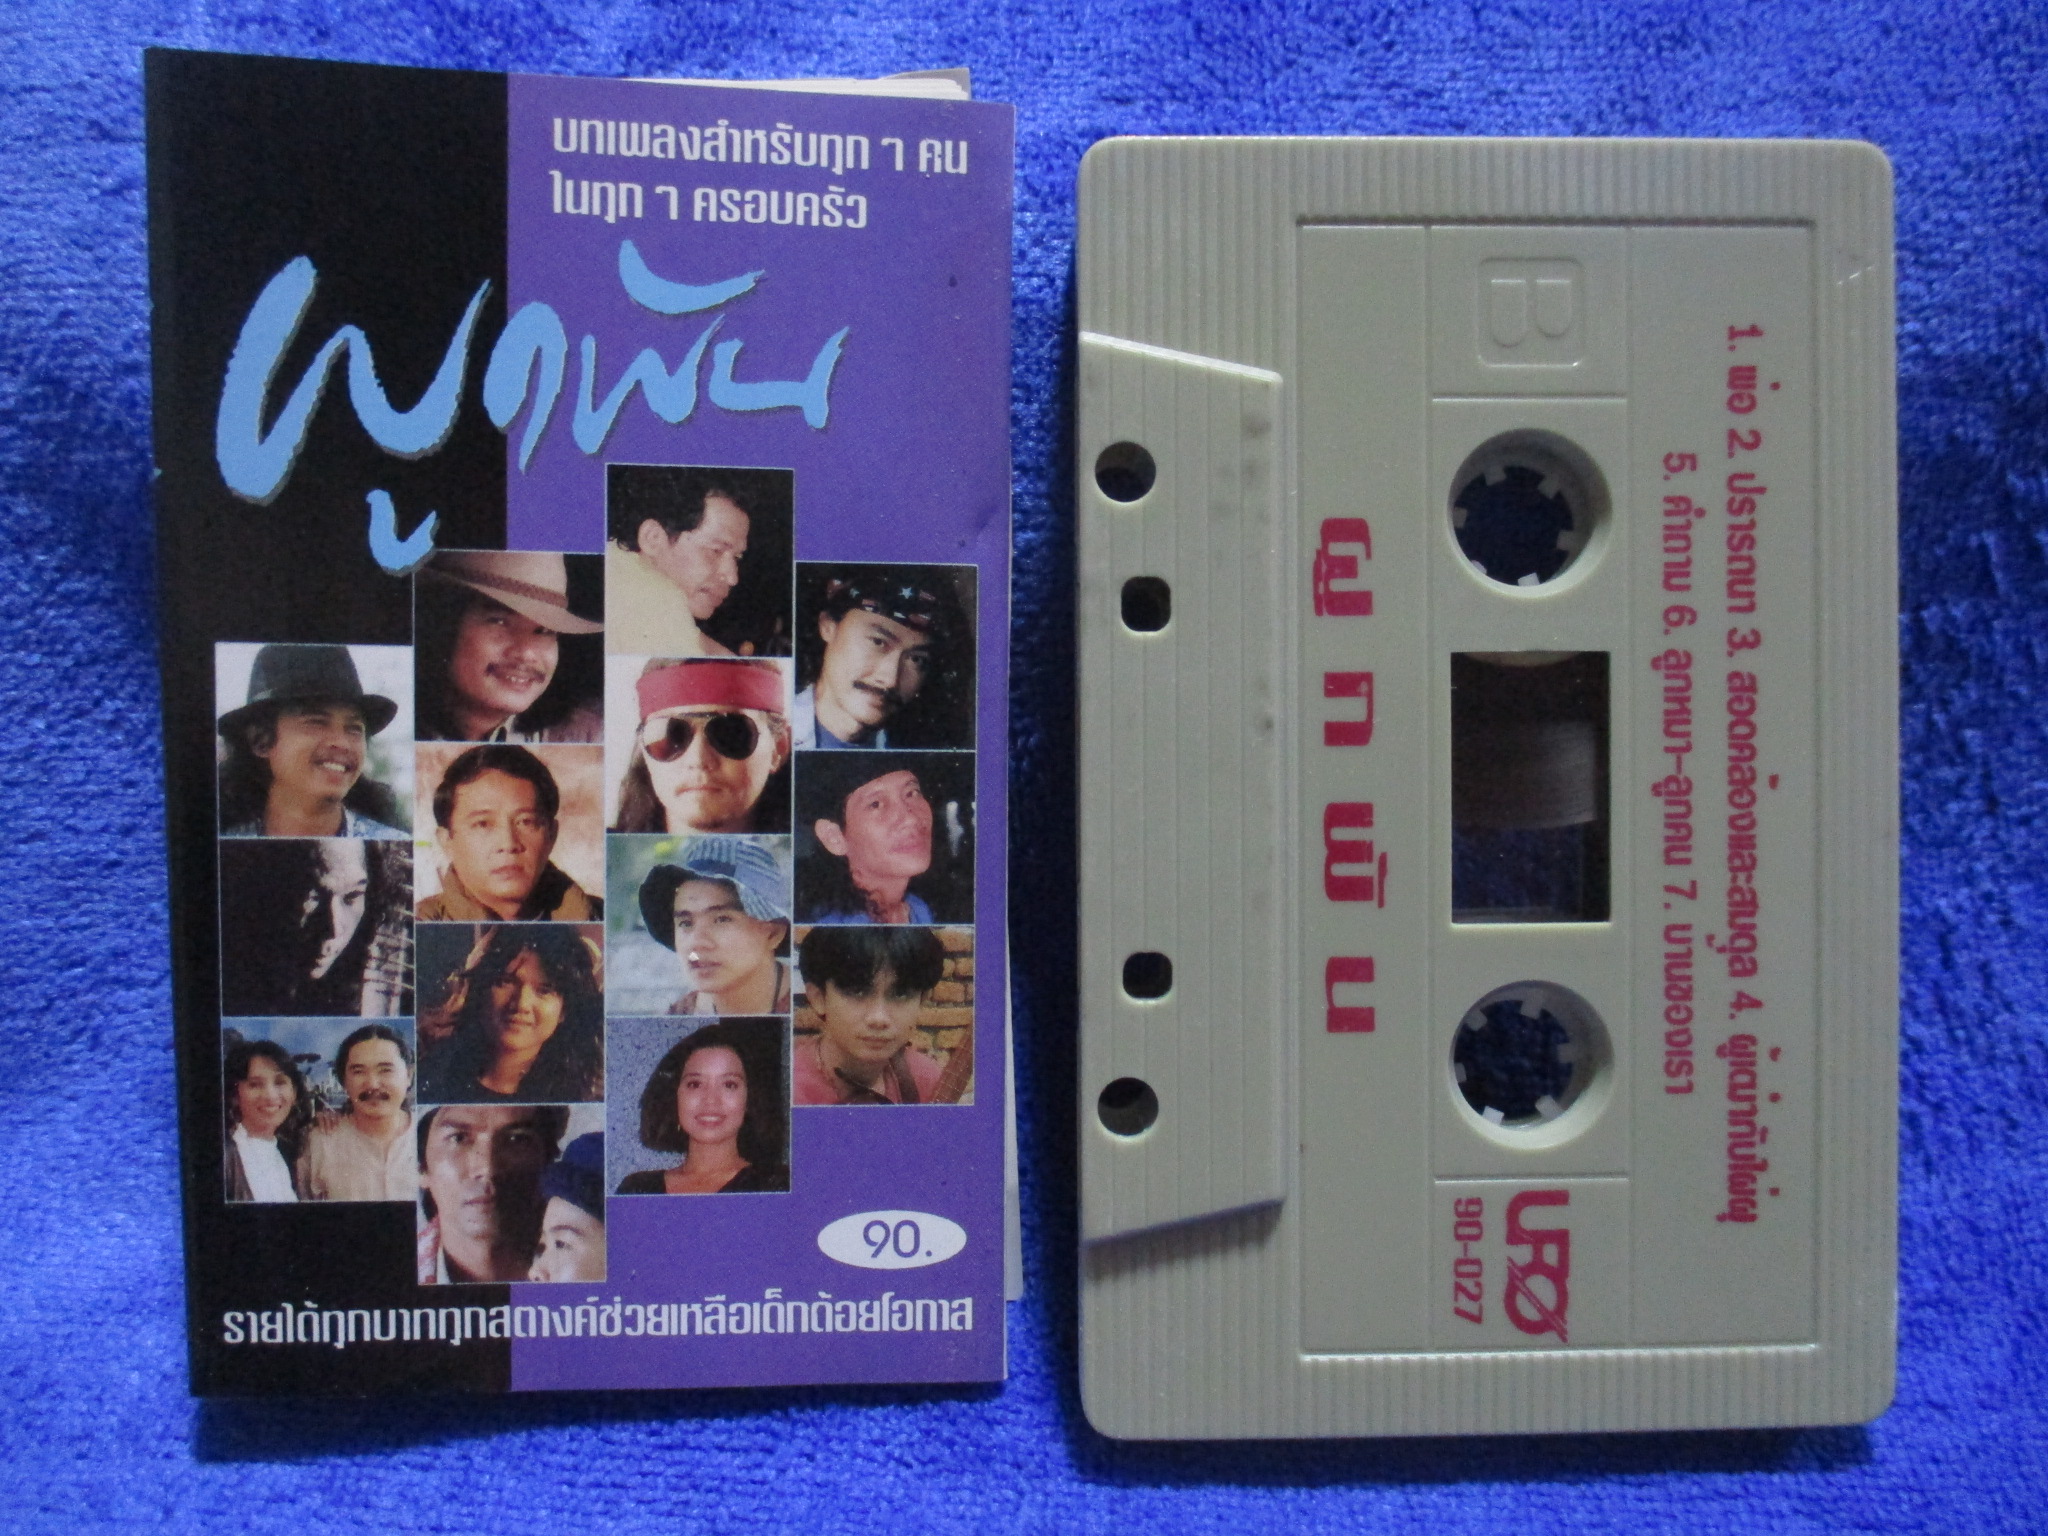 บทเพลงสำหรับทุก ๆ คน
ในทุก ๆ ครอบครัว
ผูกพัน
90.
รายได้ทุกบาททุกสตางค์ช่วยเหลือเด็กด้อยโอกาส
B
1. พ่อ 2. ปรารถนา 3. สอดคล้องและสมดุล 4. ผู้เฒ่ากับไผ่ผุ
5. คำถาม 6. ลูกหมา-ลูกคน 7. บานของเรา
ผูกพัน
90-027